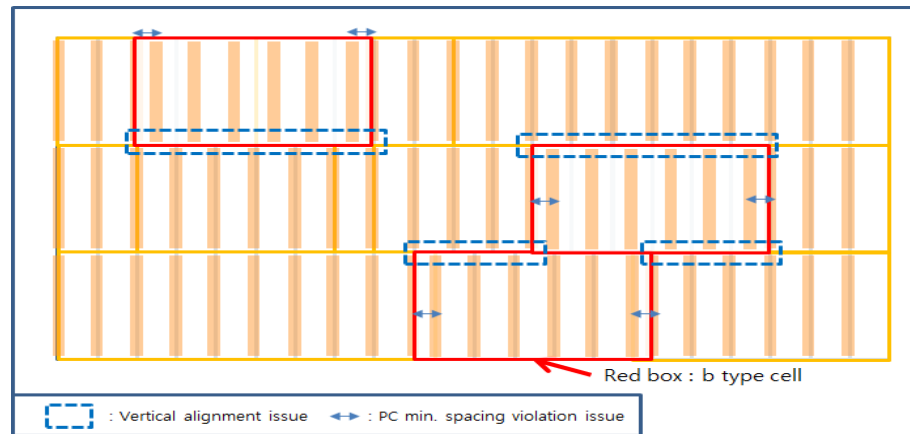 Red box : b type cell
: Vertical alignment issue
: PC min. spacing violation issue